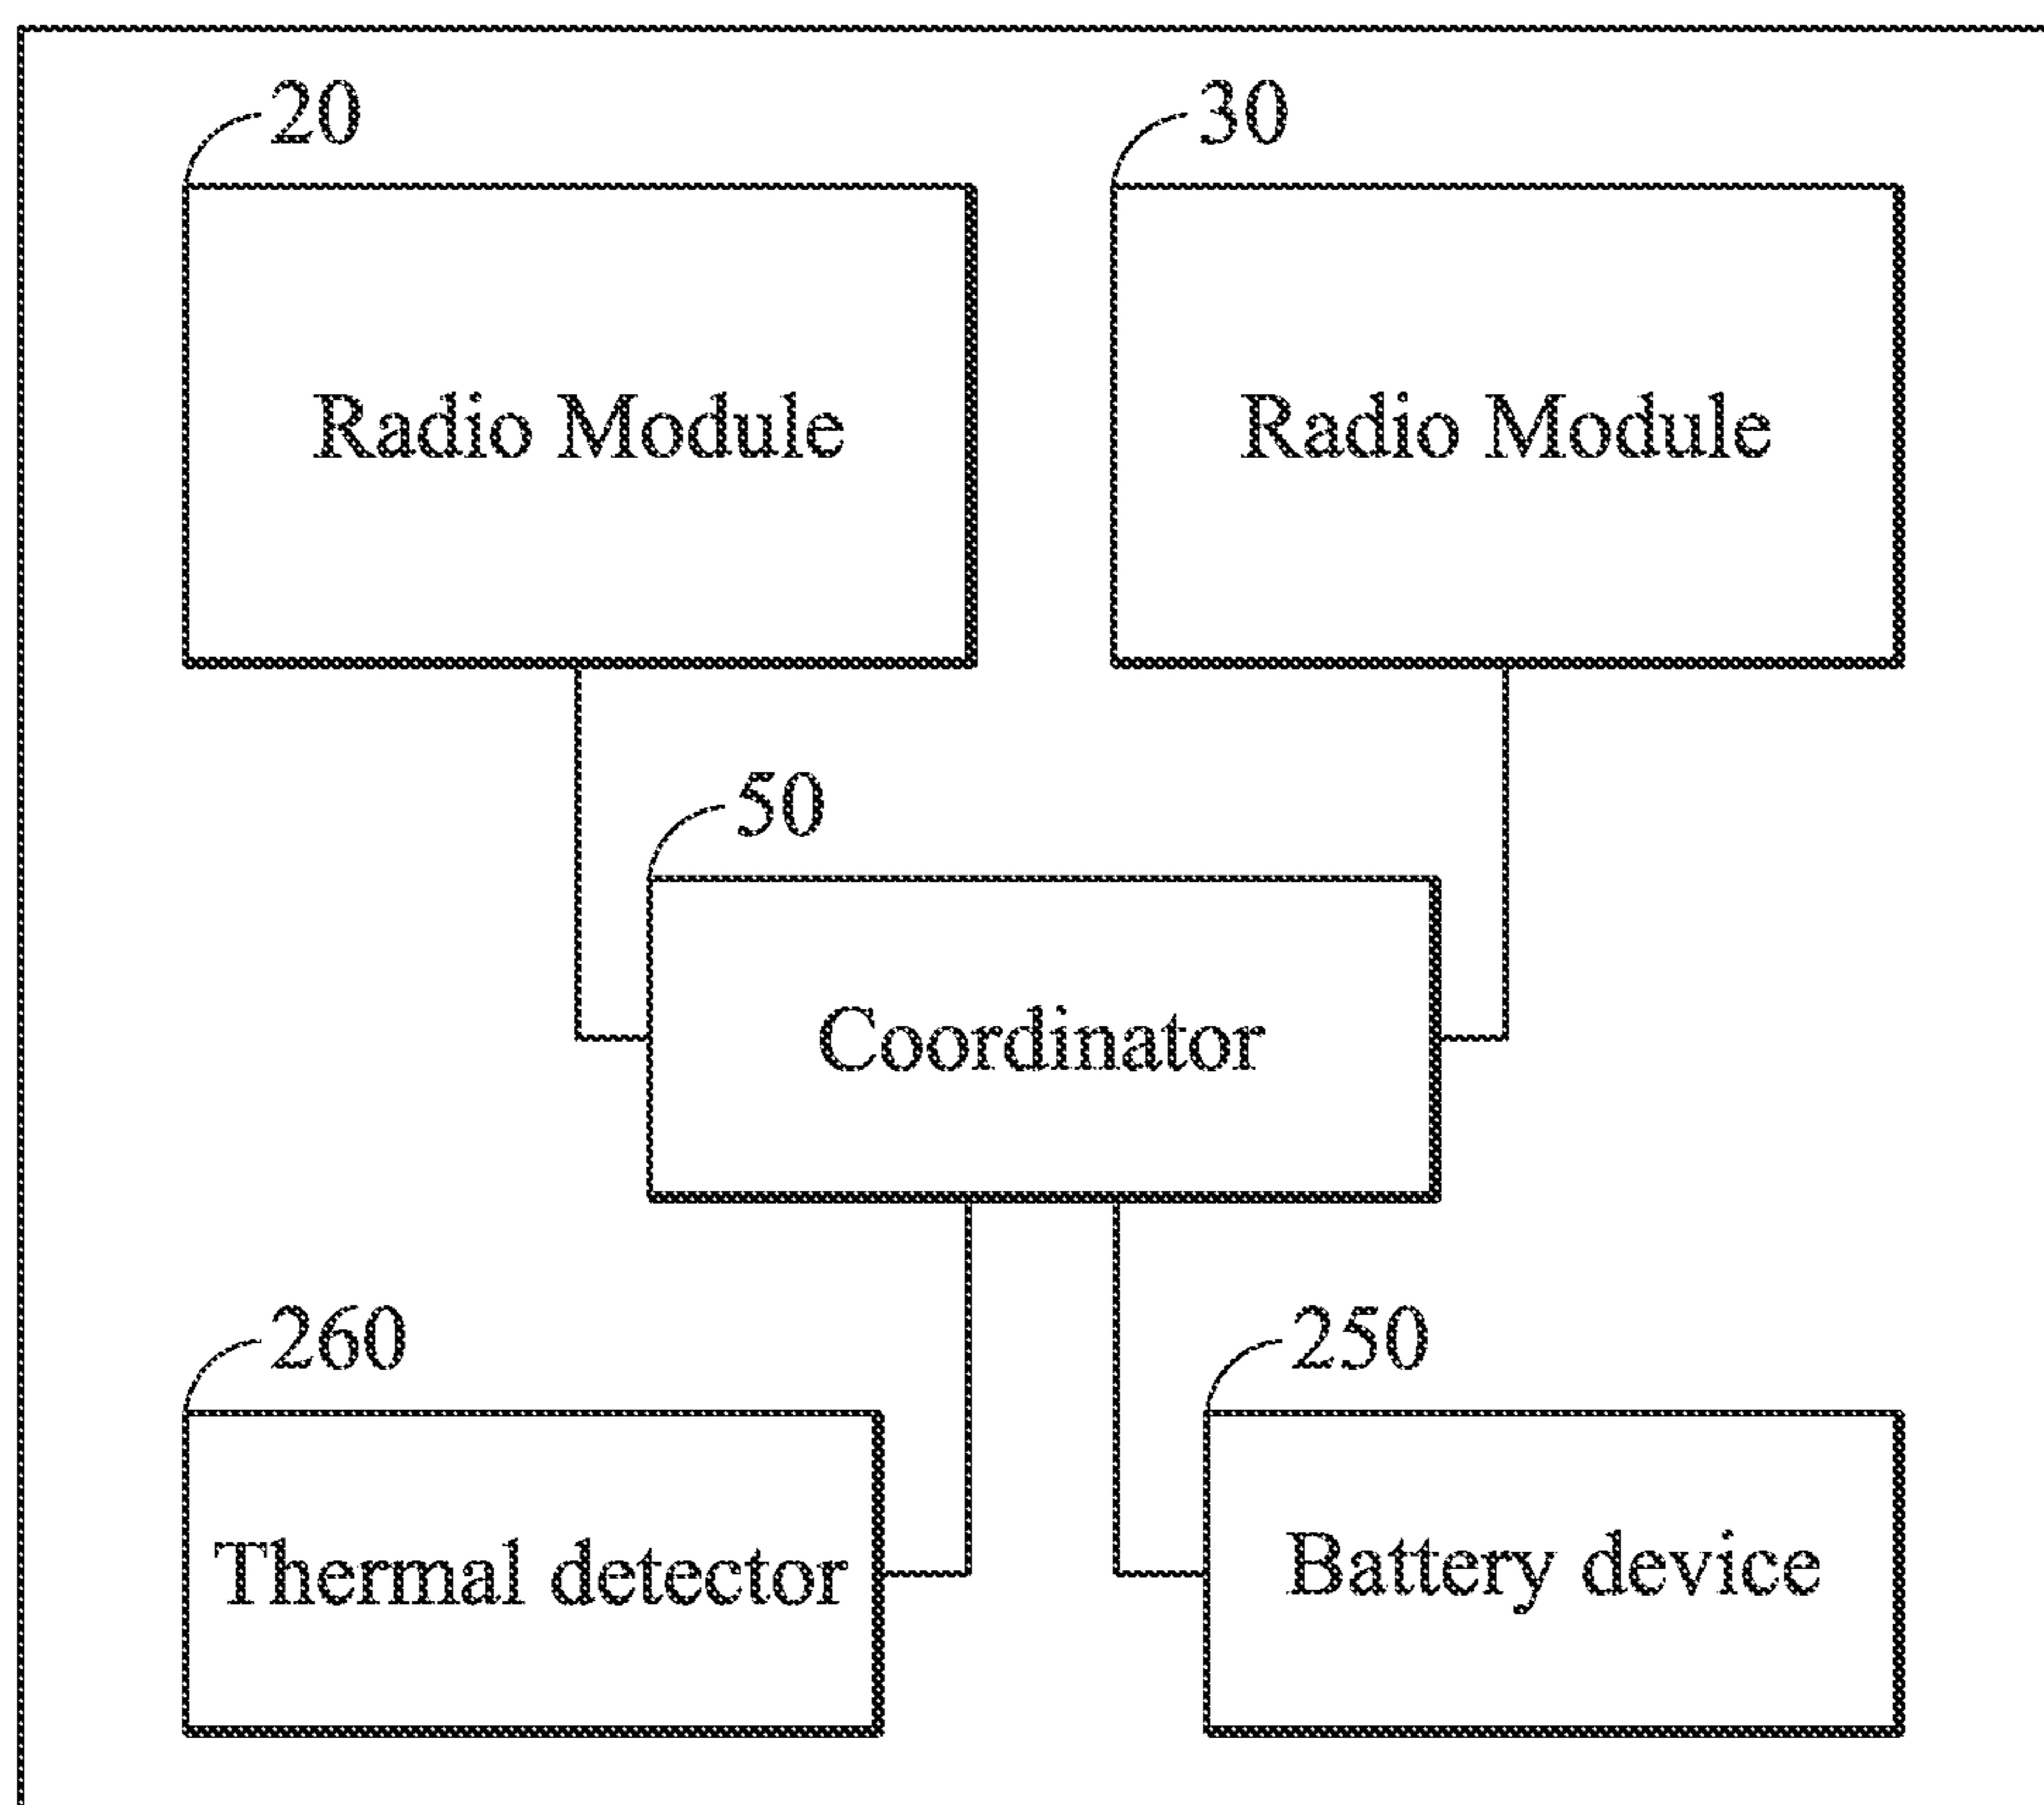 20
30
Radio Module
Radio Module
50
Coordinator
260
250
Thermal detector
Battery device